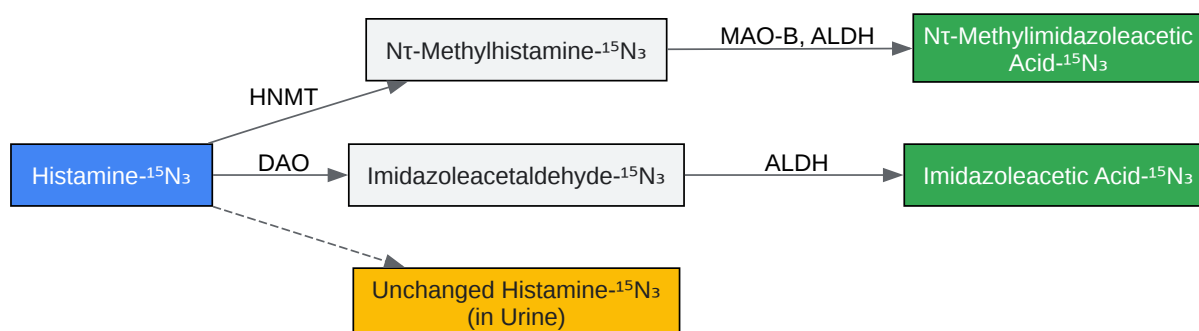 Nτ-Methylhistamine-¹⁵N₃
MAO-B, ALDH
Nτ-Methylimidazoleacetic
Acid-¹⁵N₃
HNMT
Histamine-¹⁵N₃
DAO
Imidazoleacetaldehyde-¹⁵N₃
ALDH
Imidazoleacetic Acid-¹⁵N₃
Unchanged Histamine-¹⁵N₃
(in Urine)